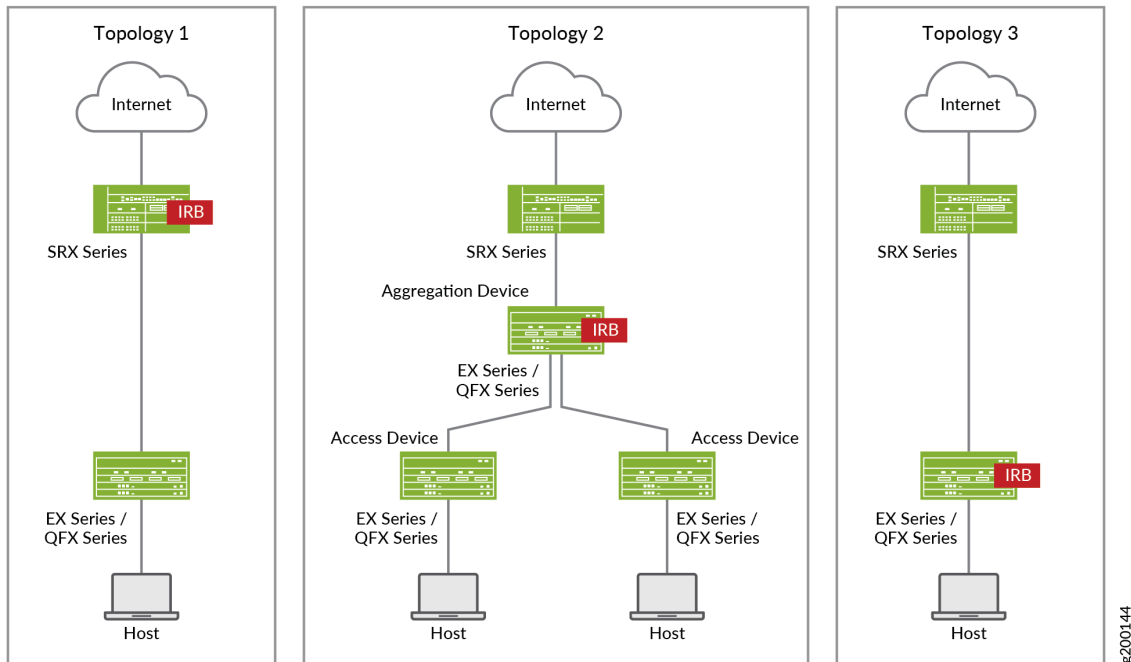 Topology 1
Internet
IRB
SRX Series
EX Series /
QFX Series
Host
Topology 2
Internet
SRX Series
Aggregation Device
IRB
EX Series /
QFX Series
Access Device
Access Device
EX Series /
QFX Series
EX Series /
QFX Series
Host
Host
Topology 3
Internet
SRX Series
IRB
EX Series /
QFX Series
Host
g200144